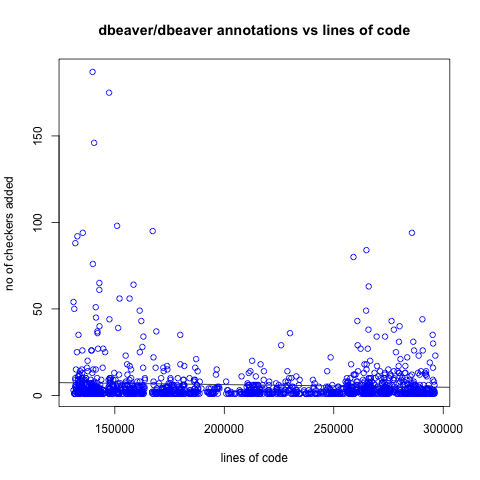 dbeaver/dbeaver annotations vs lines of code
no of checkers added
150
100
50
0
150000 200000 250000 300000
lines of code